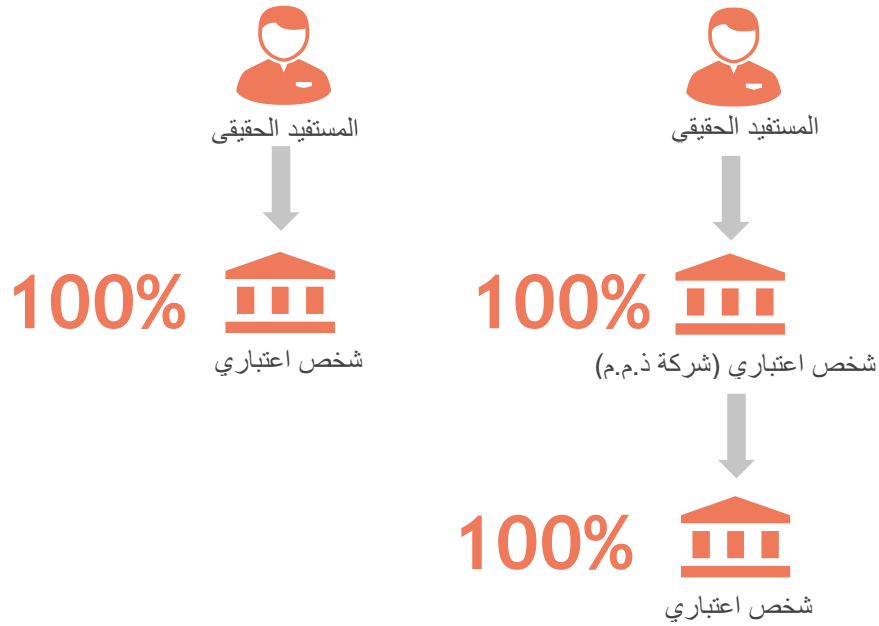 المستفيد الحقيقي
100%
شخص اعتباري (شركة ذ.م.م)
100%
شخص اعتباري
المستفيد الحقيقى
100%
شخص اعتباري